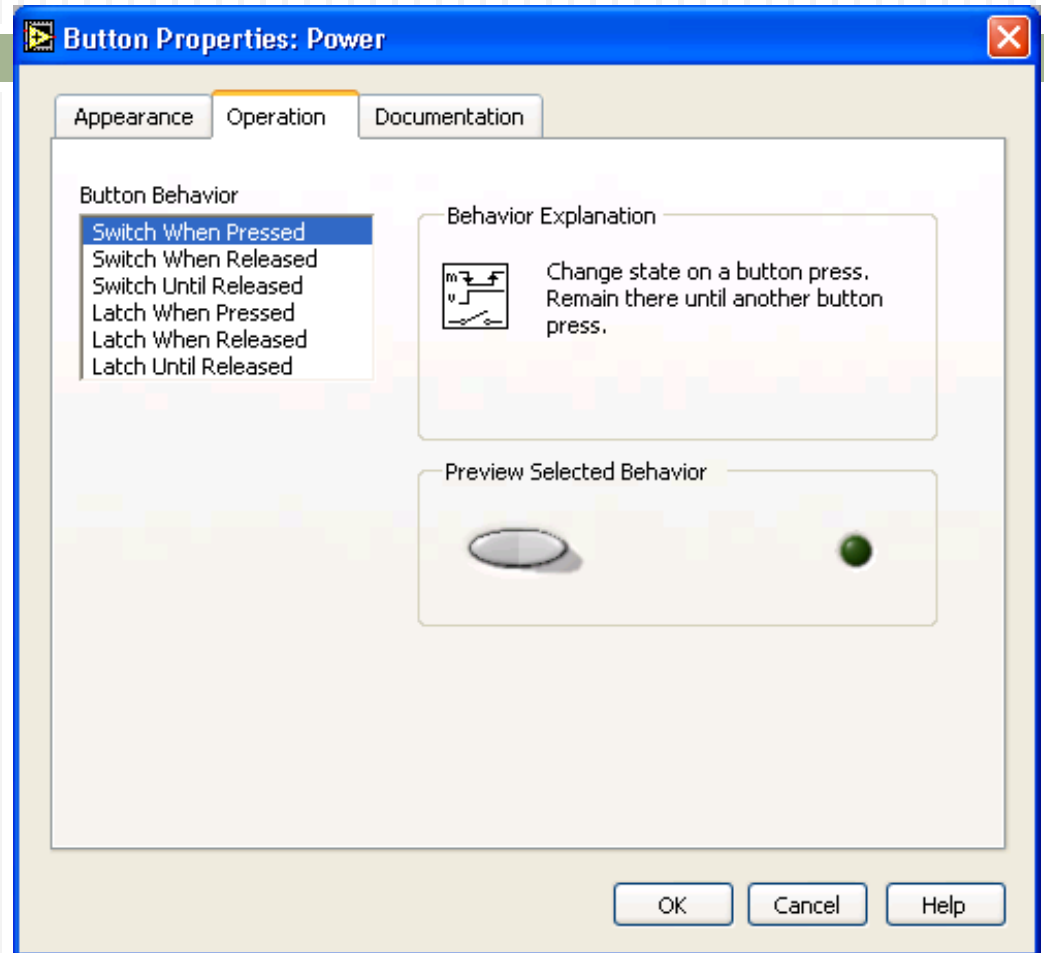 Button Properties: Power
Appearance
Operation
Documentation
Button Behavior
Switch When Pressed
Switch When Released
Switch Until Released
Latch When Pressed
Latch When Released
Latch Until Released
Behavior Explanation
m
v
Change state on a button press.
Remain there until another button
press.
Preview Selected Behavior
OK
Cancel
Help